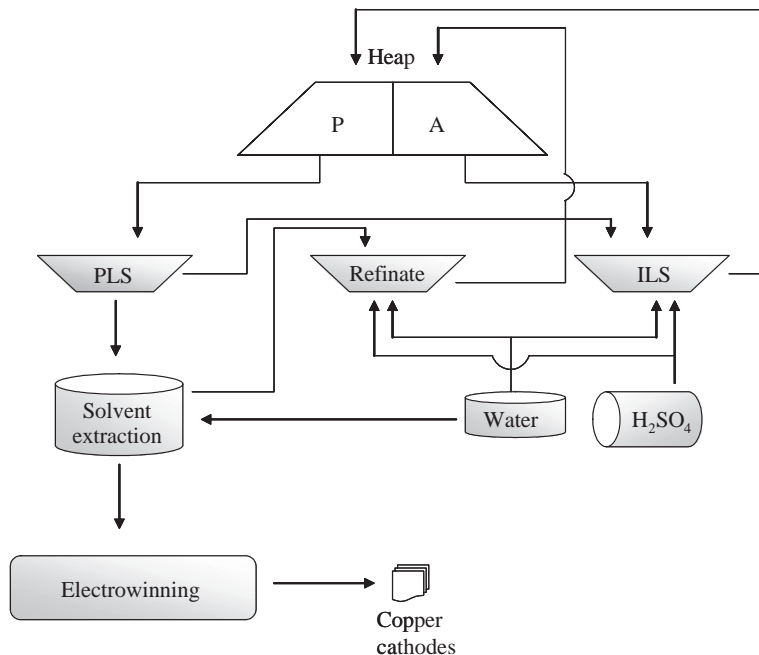 Heap
P
A
PLS
Refinate
ILS
Solvent
extraction
Water
H₂SO₄
Electrowinning
Copper
cathodes